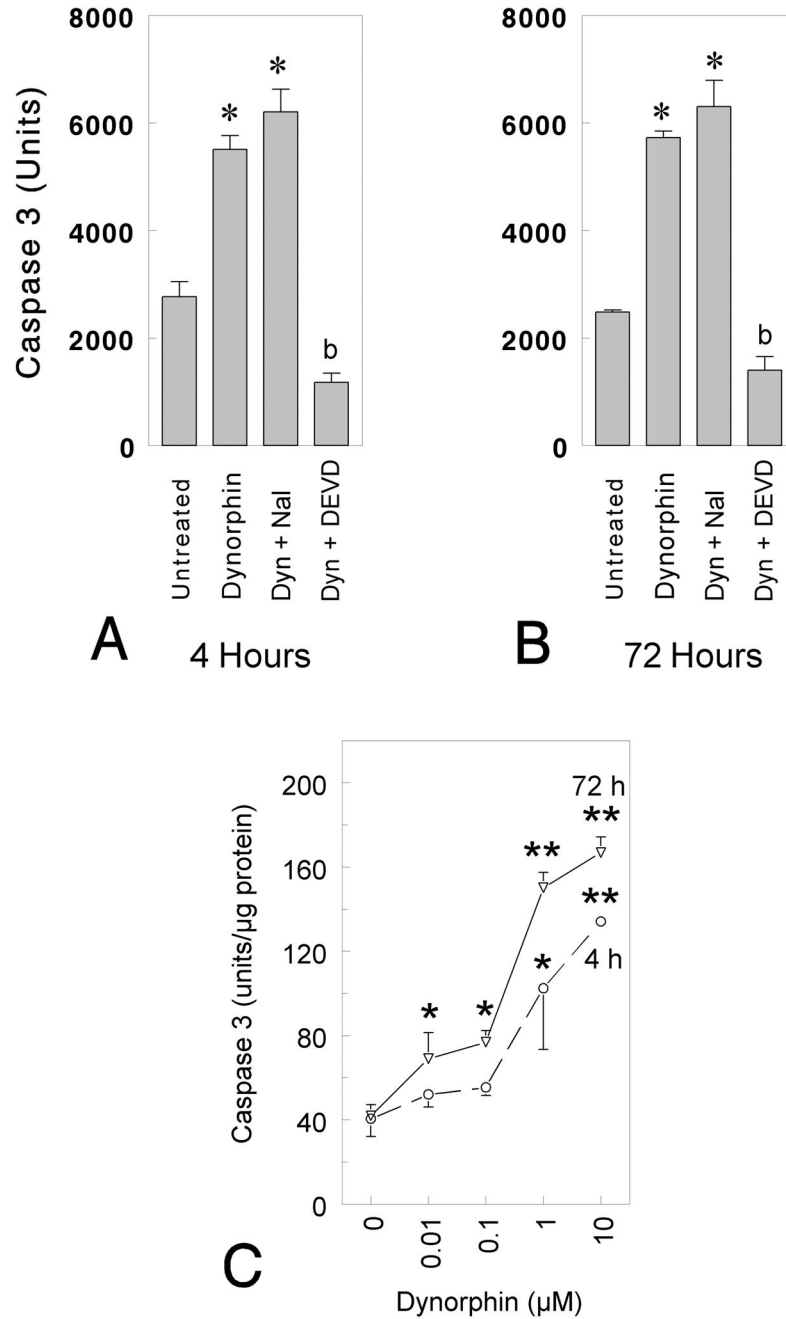 Caspase 3 (Units)
8000
6000
4000
2000
0
*
*
b
Untreated
Dynorphin
Dyn + Nal
Dyn + DEVD
A
4 Hours
8000
6000
4000
2000
0
*
*
b
Untreated
Dynorphin
Dyn + Nal
Dyn + DEVD
B
72 Hours
Caspase 3 (units/µg protein)
200
160
120
80
40
0
72 h
**
**
**
4 h
*
*
*
0
0.01
0.1
1
10
C
Dynorphin (µM)